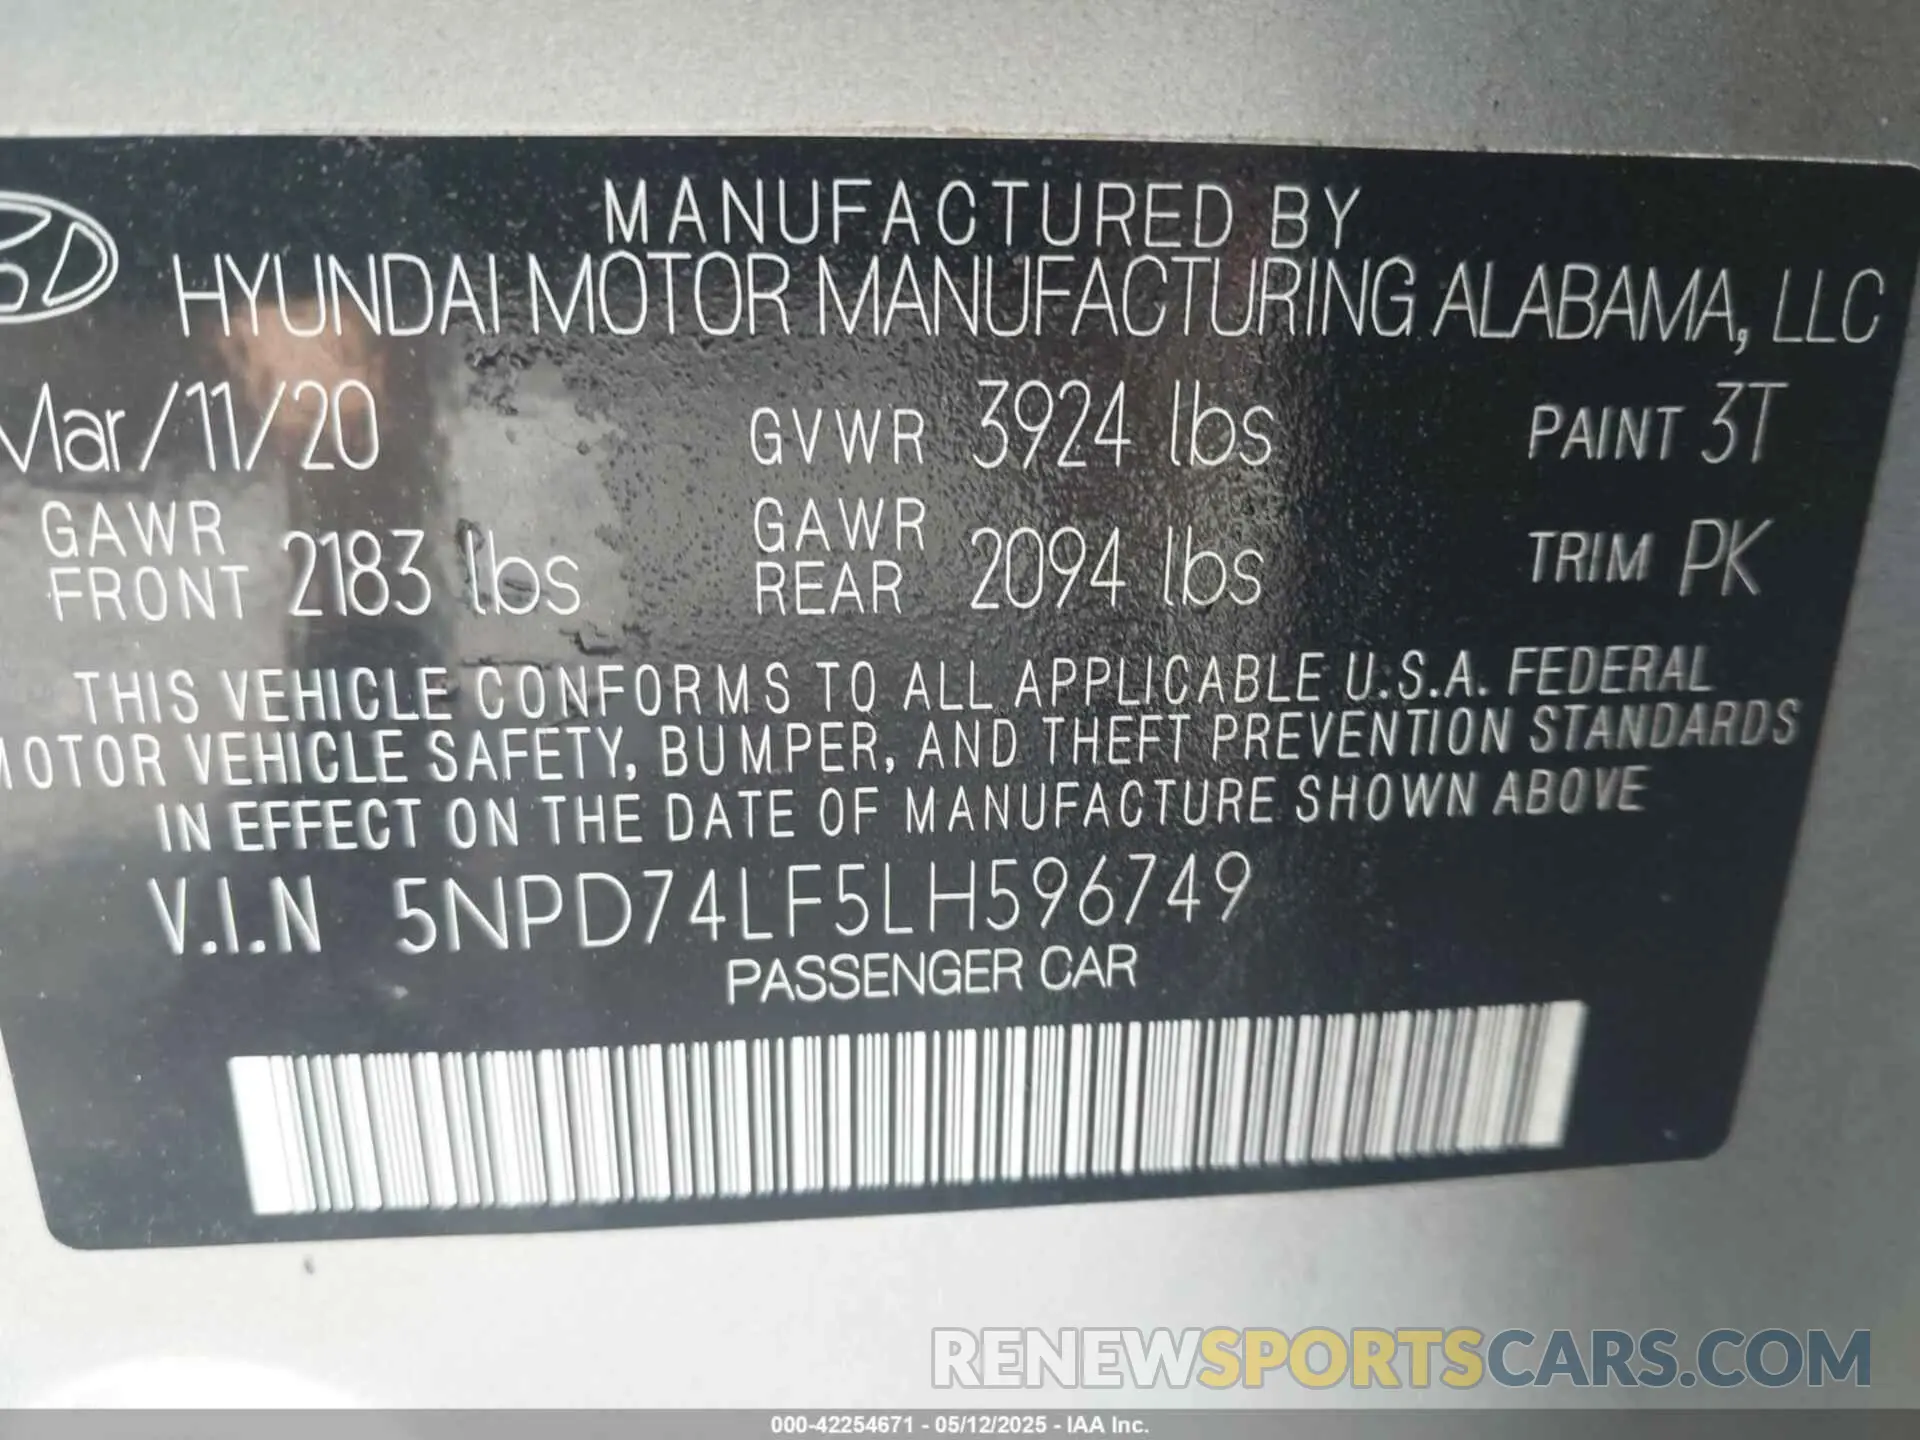 MANUFACTURED BY
HYUNDAI MOTOR MANUFACTURING ALABAMA, LLC
Mar/11/20 GVWR 3924 lbs PAINT 3T
GAWR FRONT 2183 lbs GAWR REAR 2094 lbs TRIM PK
THIS VEHICLE CONFORMS TO ALL APPLICABLE U.S.A. FEDERAL
MOTOR VEHICLE SAFETY, BUMPER, AND THEFT PREVENTION STANDARDS
IN EFFECT ON THE DATE OF MANUFACTURE SHOWN ABOVE
V.I.N 5NPD74LF5LH596749
PASSENGER CAR
RENEWSPORTSCARS.COM
000-42254671 - 05/12/2025 - IAA Inc.